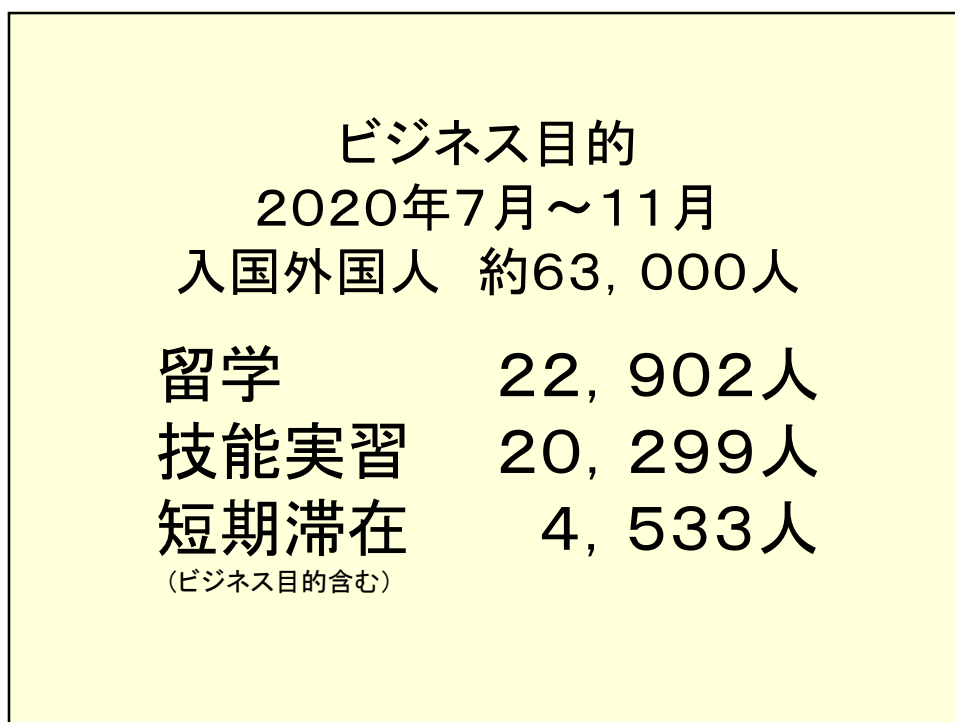 ビジネス目的
2020年7月～11月
入国外国人　約63，000人
留学　22，902人
技能実習　20，299人
短期滞在　4，533人
（ビジネス目的含む）